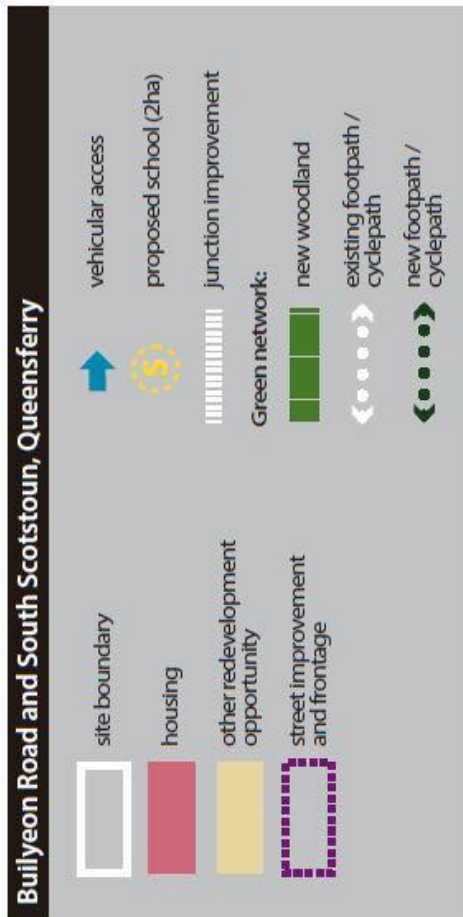 Builyeon Road and South Scotstoun, Queensferry
site boundary
housing
other redevelopment
opportunity
street improvement
and frontage
vehicular access
S
proposed school (2ha)
junction improvement
Green network:
new woodland
existing footpath /
cyclepath
new footpath /
cyclepath